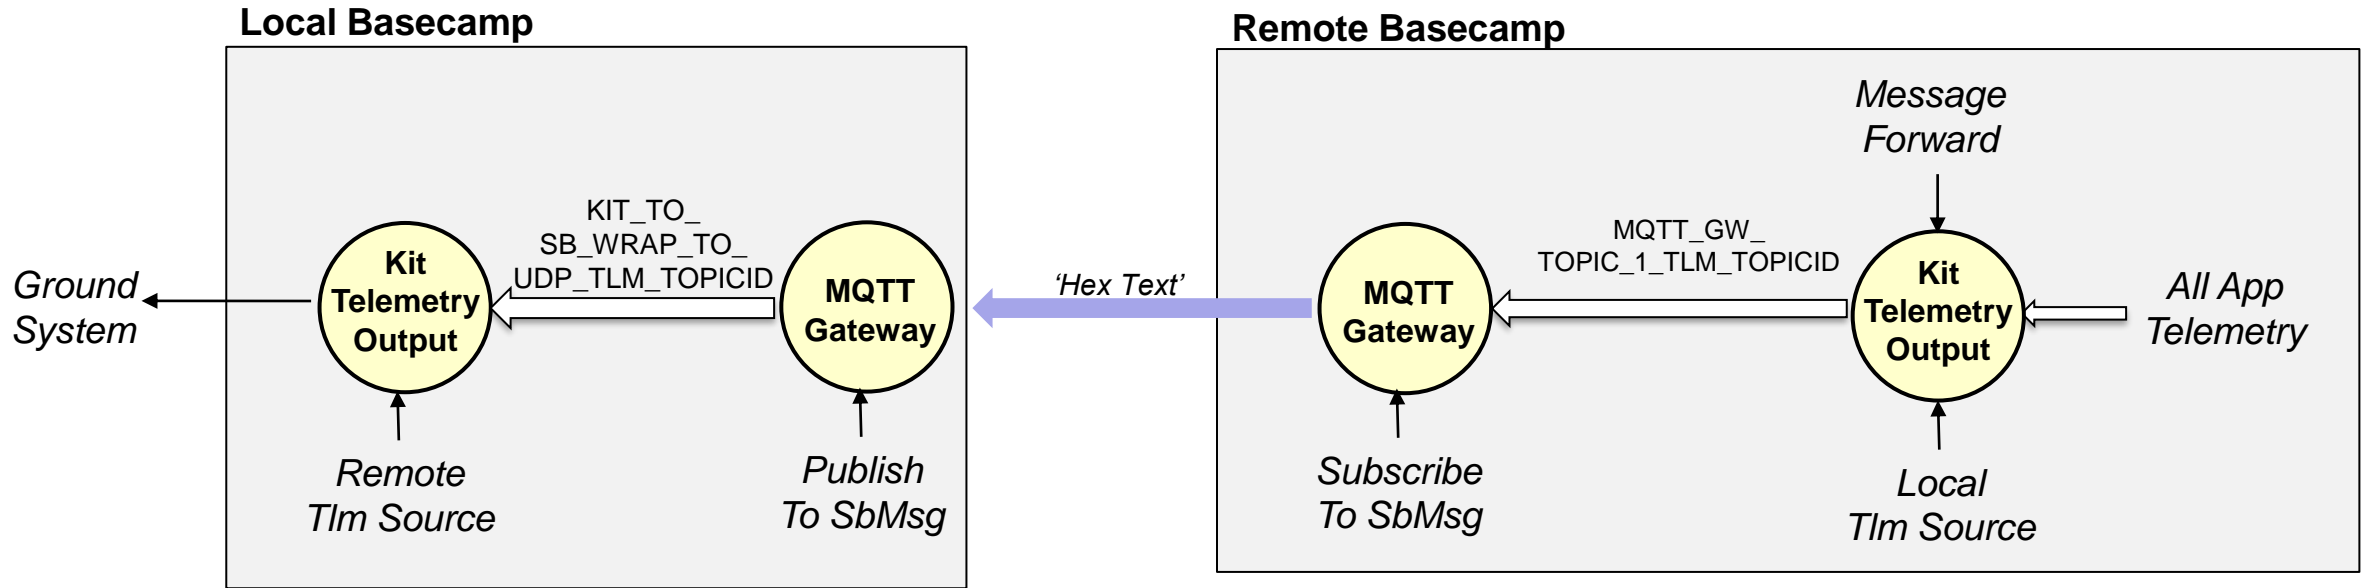 Local Basecamp
Remote Basecamp
Ground
System
Kit
Telemetry
Output
KIT_TO_
SB_WRAP_TO_
UDP_TLM_TOPICID
MQTT
Gateway
Remote
Tlm Source
Publish
To SbMsg
‘Hex Text’
MQTT
Gateway
MQTT_GW_
TOPIC_1_TLM_TOPICID
Message
Forward
Kit
Telemetry
Output
All App
Telemetry
Subscribe
To SbMsg
Local
Tlm Source